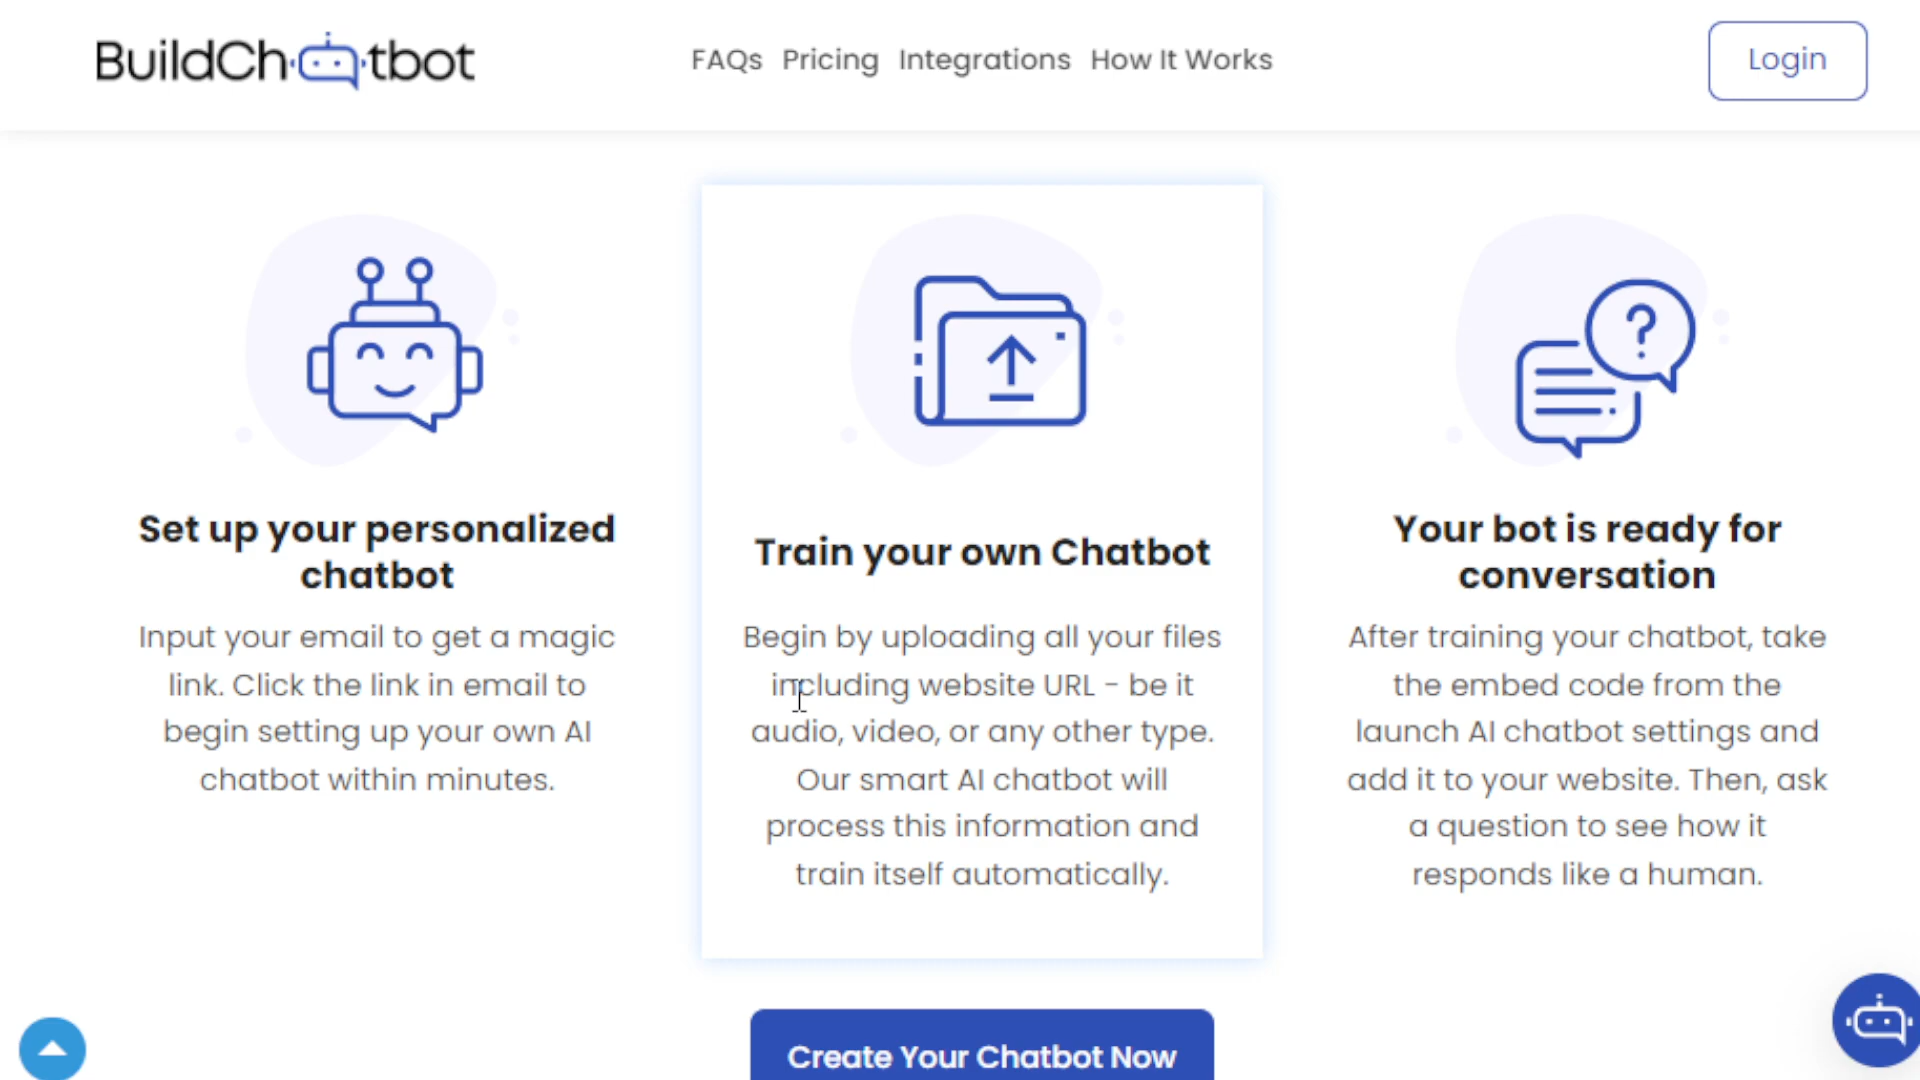 BuildChatbot
FAQs Pricing Integrations How It Works
Login
Set up your personalized
chatbot
Input your email to get a magic
link. Click the link in email to
begin setting up your own AI
chatbot within minutes.
Train your own Chatbot
Begin by uploading all your files
including website URL - be it
audio, video, or any other type.
Our smart AI chatbot will
process this information and
train itself automatically.
Your bot is ready for
conversation
After training your chatbot, take
the embed code from the
launch AI chatbot settings and
add it to your website. Then, ask
a question to see how it
responds like a human.
Create Your Chatbot Now